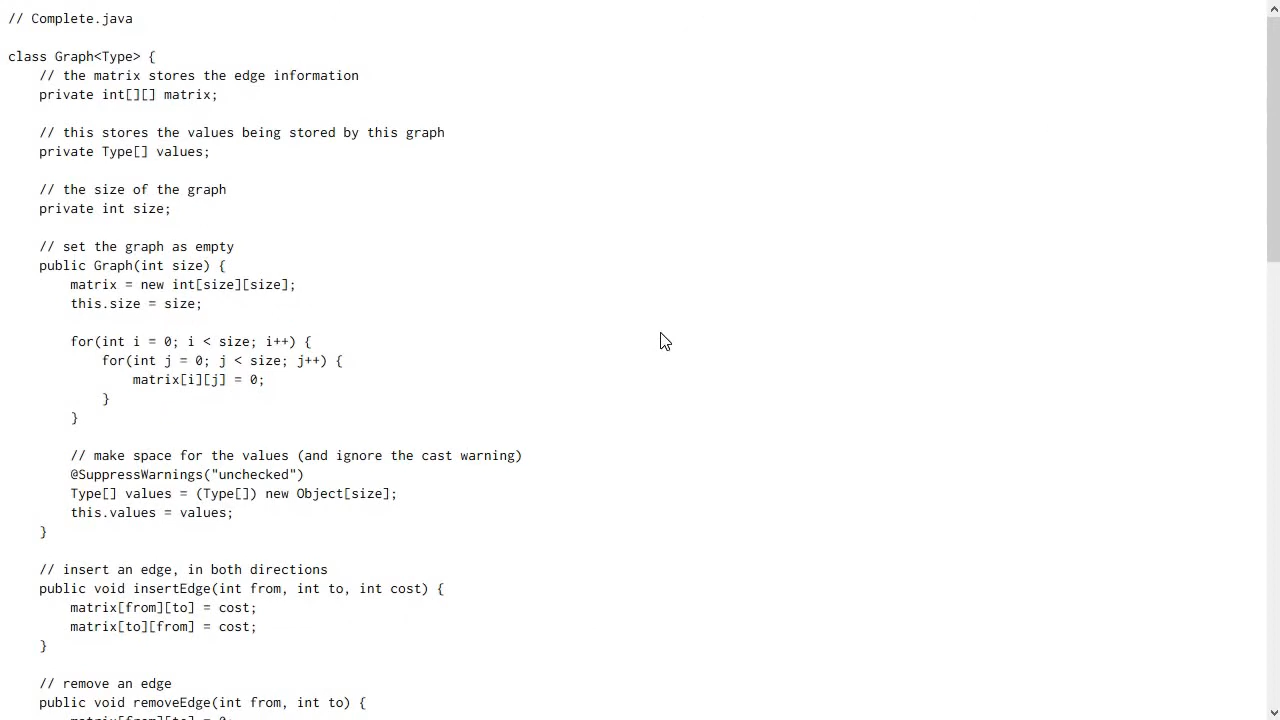 // Complete.java
class Graph<Type> {
    // the matrix stores the edge information
    private int[][] matrix;
    // this stores the values being stored by this graph
    private Type[] values;
    // the size of the graph
    private int size;
    // set the graph as empty
    public Graph(int size) {
        matrix = new int[size][size];
        this.size = size;
        for(int i = 0; i < size; i++) {
            for(int j = 0; j < size; j++) {
                matrix[i][j] = 0;
            }
        }
        // make space for the values (and ignore the cast warning)
        @SuppressWarnings("unchecked")
        Type[] values = (Type[]) new Object[size];
        this.values = values;
    }
    // insert an edge, in both directions
    public void insertEdge(int from, int to, int cost) {
        matrix[from][to] = cost;
        matrix[to][from] = cost;
    }
    // remove an edge
    public void removeEdge(int from, int to) {
        matrix[from][to] = 0;